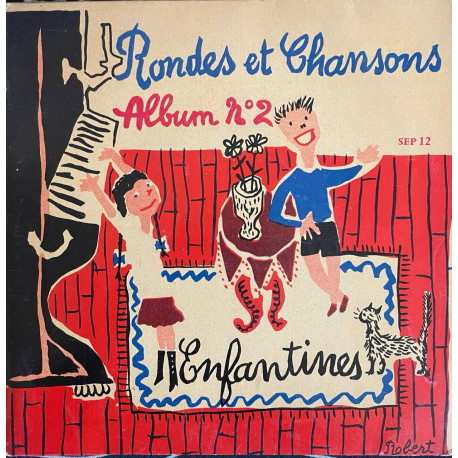 Rondes et Chansons
Album n°2
SEP 12
Enfantines
Robert